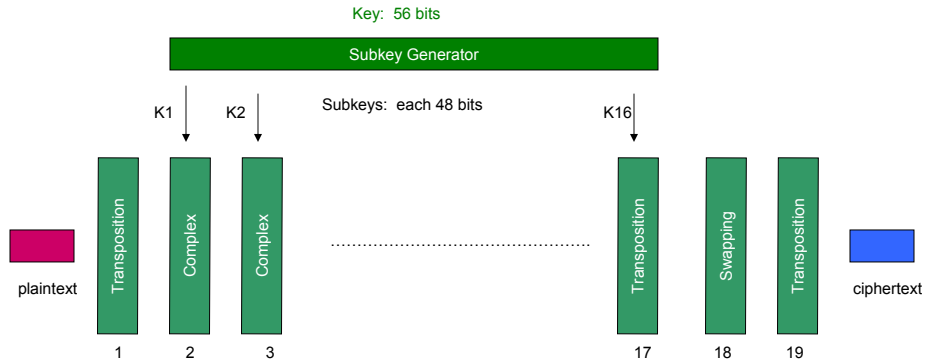 Key: 56 bits
Subkey Generator
K1
K2
Subkeys: each 48 bits
K16
plaintext
Transposition
Complex
Complex
Transposition
Swapping
Transposition
ciphertext
1 2 3 17 18 19